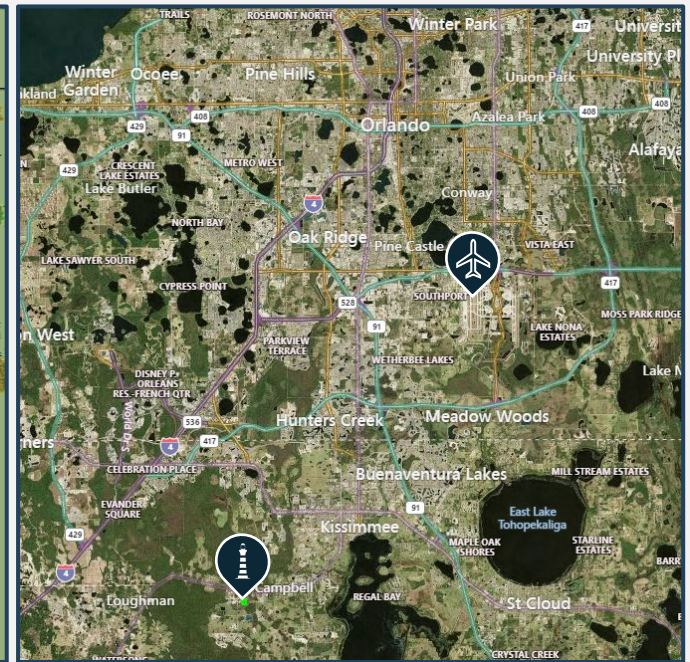 TRAILS
ROSEMONT NORTH
Winter Park
417
Universit
University Pl
Winter
Garden
Ocoee
Pine Hills
Union Park
kland
408
429
91
Orlando
Azalea Park
408
408
Alafaya
429
CRESCENT
LAKE ESTATES
Lake Butler
METRO WEST
4
Conway
NORTH BAY
Oak Ridge
Pine Castle
VISTA EAST
LAKE SAWYER SOUTH
CYPRESS POINT
SOUTHPORT
417
528
91
MOSS PARK RIDGE
LAKE NONA
ESTATES
n West
PARKVIEW
TERRACE
WETHERBEE LAKES
Lake
DISNEY P
ORLEANS
RES.-FRENCH QTR
World Dr S
536
Hunters Creek
Meadow Woods
ners
4
417
CELEBRATION PLACE
Buenaventura Lakes
MILL STREAM ESTATES
EVANDER
SQUARE
91
East Lake
Tohopekaliga
Kissimmee
429
MAPLE OAK
SHORES
STARLINE
ESTATES
4
Campbell
REGAL BAY
BARR
Loughman
St Cloud
CRYSTAL CREEK